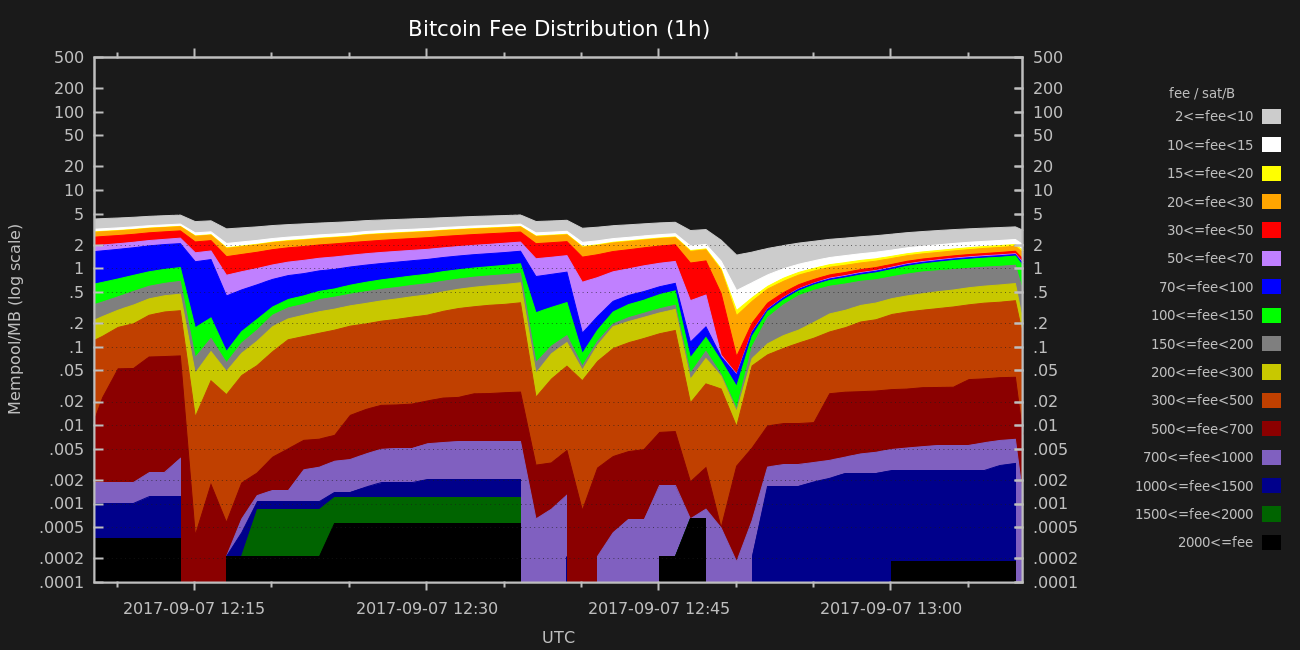 Bitcoin Fee Distribution (1h)
Mempool/MB (log scale)
500
200
100
50
20
10
5
2
1
.5
.2
.1
.05
.02
.01
.005
.002
.001
.0005
.0002
.0001
500
200
100
50
20
10
5
2
1
.5
.2
.1
.05
.02
.01
.005
.002
.001
.0005
.0002
.0001
2017-09-07 12:15
2017-09-07 12:30
2017-09-07 12:45
2017-09-07 13:00
UTC
fee / sat/B
2<=fee<10
10<=fee<15
15<=fee<20
20<=fee<30
30<=fee<50
50<=fee<70
70<=fee<100
100<=fee<150
150<=fee<200
200<=fee<300
300<=fee<500
500<=fee<700
700<=fee<1000
1000<=fee<1500
1500<=fee<2000
2000<=fee